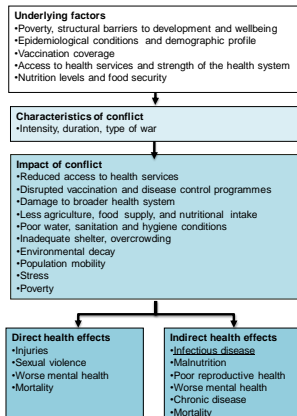 Underlying factors
•Poverty, structural barriers to development and wellbeing
•Epidemiological conditions and demographic profile
•Vaccination coverage
•Access to health services and strength of the health system
•Nutrition levels and food security
Characteristics of conflict
•Intensity, duration, type of war
Impact of conflict
•Reduced access to health services
•Disrupted vaccination and disease control programmes
•Damage to broader health system
•Less agriculture, food supply, and nutritional intake
•Poor water, sanitation and hygiene conditions
•Inadequate shelter, overcrowding
•Environmental decay
•Population mobility
•Stress
•Poverty
Direct health effects
•Injuries
•Sexual violence
•Worse mental health
•Mortality
Indirect health effects
•Infectious disease
•Malnutrition
•Poor reproductive health
•Worse mental health
•Chronic disease
•Mortality